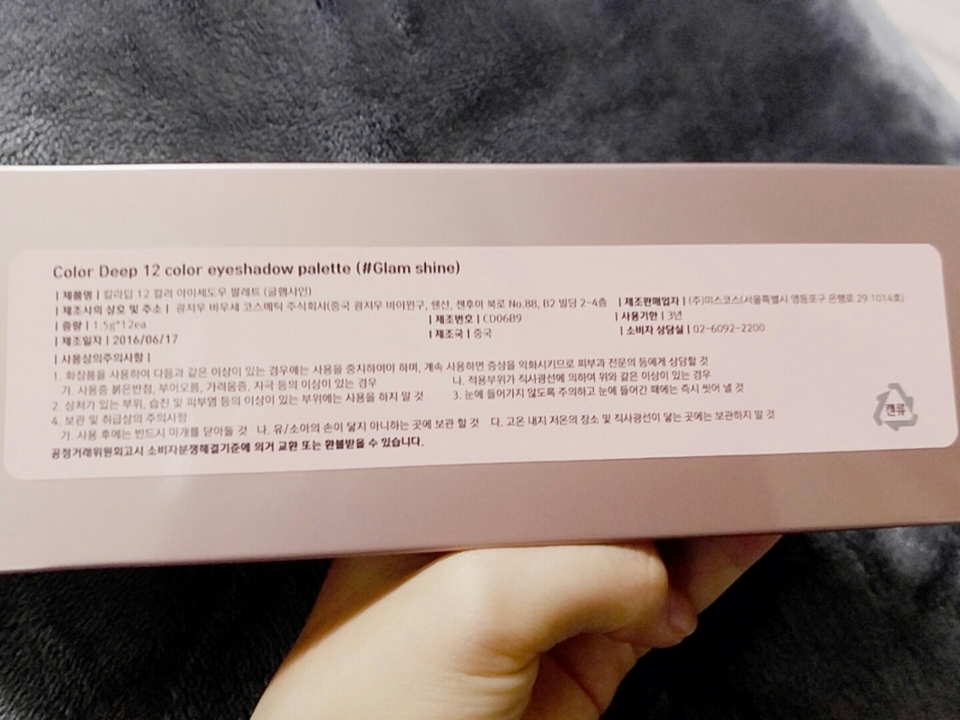 Color Deep 12 color eyeshadow palette (#Glam shine)
| 제품명 | 칼라딥 12 컬러 아이섀도우 팔레트 (글램샤인)
| 제조사의 상호 및 주소 | 광저우 바우세 코스메틱 주식회사(중국 광저우 바이윈구, 쉔산, 젠후어 북로 No.88, B2 빌딩 2-4층 | 제조판매업자 | (주)미스코스(서울특별시 영등포구 은행로 29 1014호)
| 중량 | 1.5g*12ea | 제조번호 | CD06B9 | 사용기한 | 3년
| 제조일자 | 2016/06/17 | 제조국 | 중국 | 소비자 상담실 | 02-6092-2200
| 사용상의주의사항 |
1. 화장품을 사용하여 다음과 같은 이상이 있는 경우에는 사용을 중지하여야 하며, 계속 사용하면 증상을 악화시키므로 피부과 전문의 등에게 상담할 것
가. 사용중 붉은반점, 부어오름, 가려움증, 자극 등의 이상이 있는 경우 나. 적용부위가 직사광선에 의하여 위와 같은 이상이 있는 경우
2. 상처가 있는 부위, 습진 및 피부염 등의 이상이 있는 부위에는 사용을 하지 말 것 3. 눈에 들어가지 않도록 주의하고 눈에 들어간 때에는 즉시 씻어 낼 것
4. 보관 및 취급상의 주의사항
가. 사용 후에는 반드시 마개를 닫아둘 것 나. 유/소아의 손이 닿지 아니하는 곳에 보관 할 것 다. 고온 내지 저온의 장소 및 직사광선이 닿는 곳에는 보관하지 말 것
공정거래위원회고시 소비자분쟁해결기준에 의거 교환 또는 환불받을 수 있습니다.
캔류